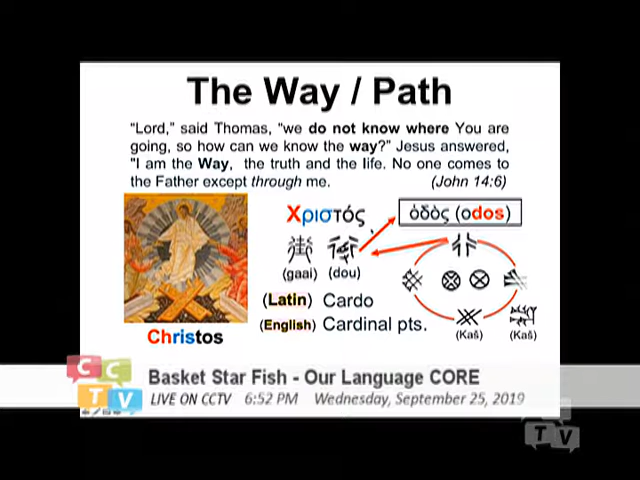 The Way / Path
“Lord,” said Thomas, “we do not know where You are
going, so how can we know the way?” Jesus answered,
"I am the Way, the truth and the life. No one comes to
the Father except through me. (John 14:6)
Χριστός
ὁδὸς (odos)
(gaai) (dou)
(Latin) Cardo
(English) Cardinal pts.
(Kaš) (Kaš)
Christos
CCTV
Basket Star Fish - Our Language CORE
LIVE ON CCTV 6:52 PM Wednesday, September 25, 2019
TV